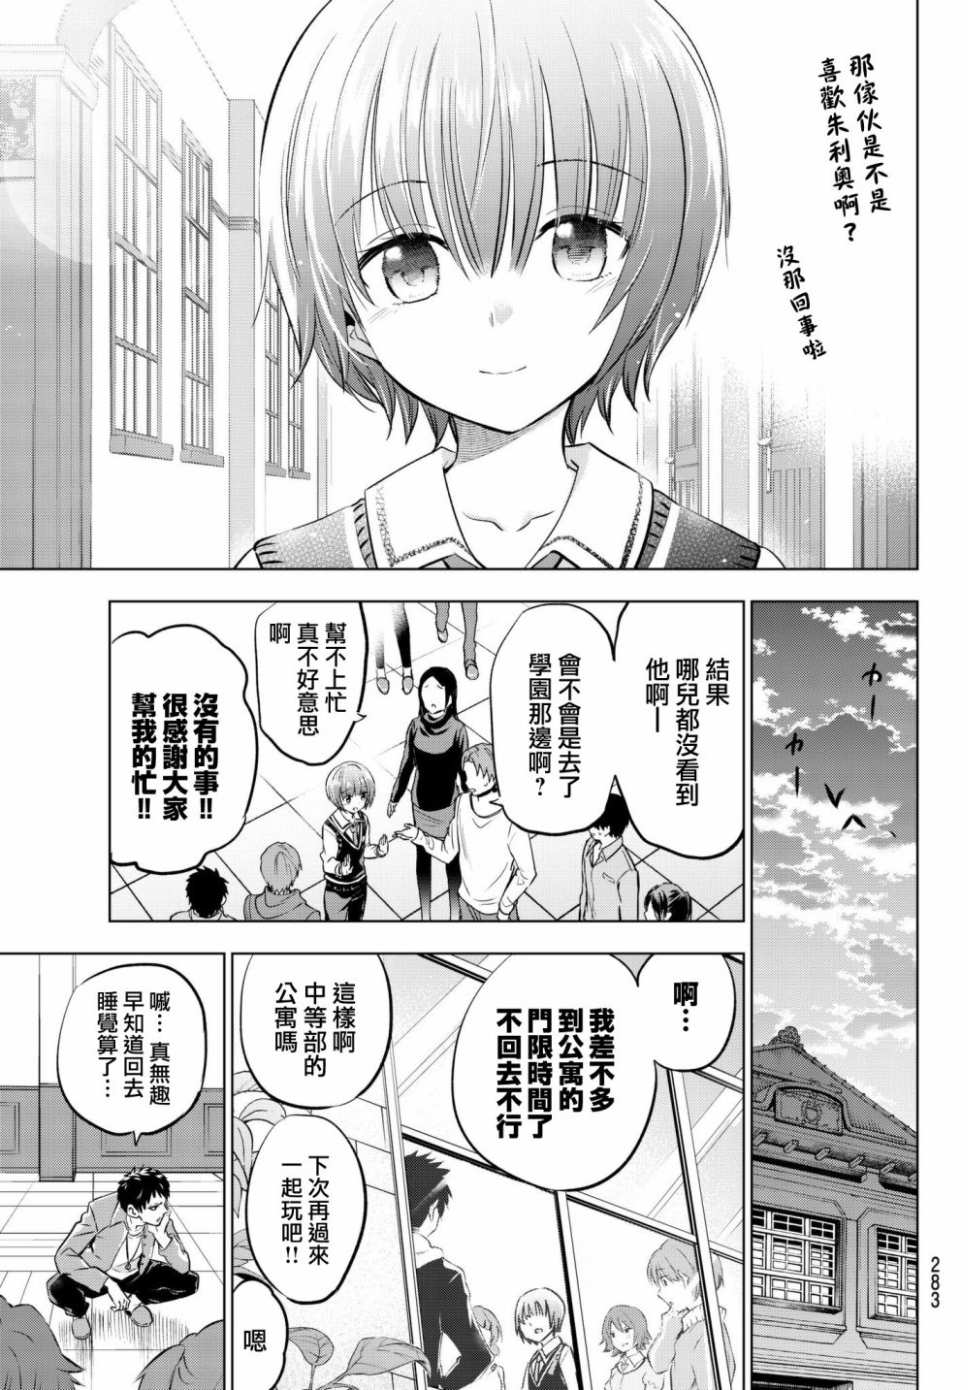 那傢伙是不是
喜歡朱利奧啊？
沒那回事啦
カー
カー
結果
哪兒都沒看到
他啊ー
會不會是去了
學園那邊啊？
幫不上忙
真不好意思
啊
沒有的事!!
很感謝大家
幫我的忙!!
啊…
我差不多
到公寓的
門限時間了
不回去不行
這樣啊
中等部的
公寓嗎
下次再過來
一起玩吧!!
嗯
嘁… 真無趣
早知道回去
睡覺算了…
283